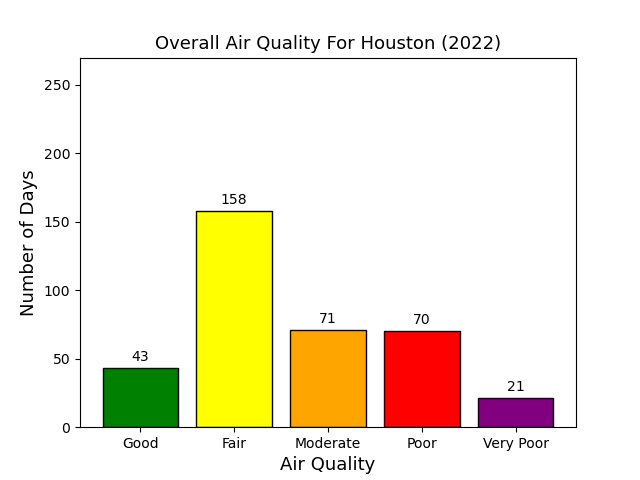 Overall Air Quality For Houston (2022)
Number of Days
250
200
150
100
50
0
43
158
71
70
21
Good Fair Moderate Poor Very Poor
Air Quality